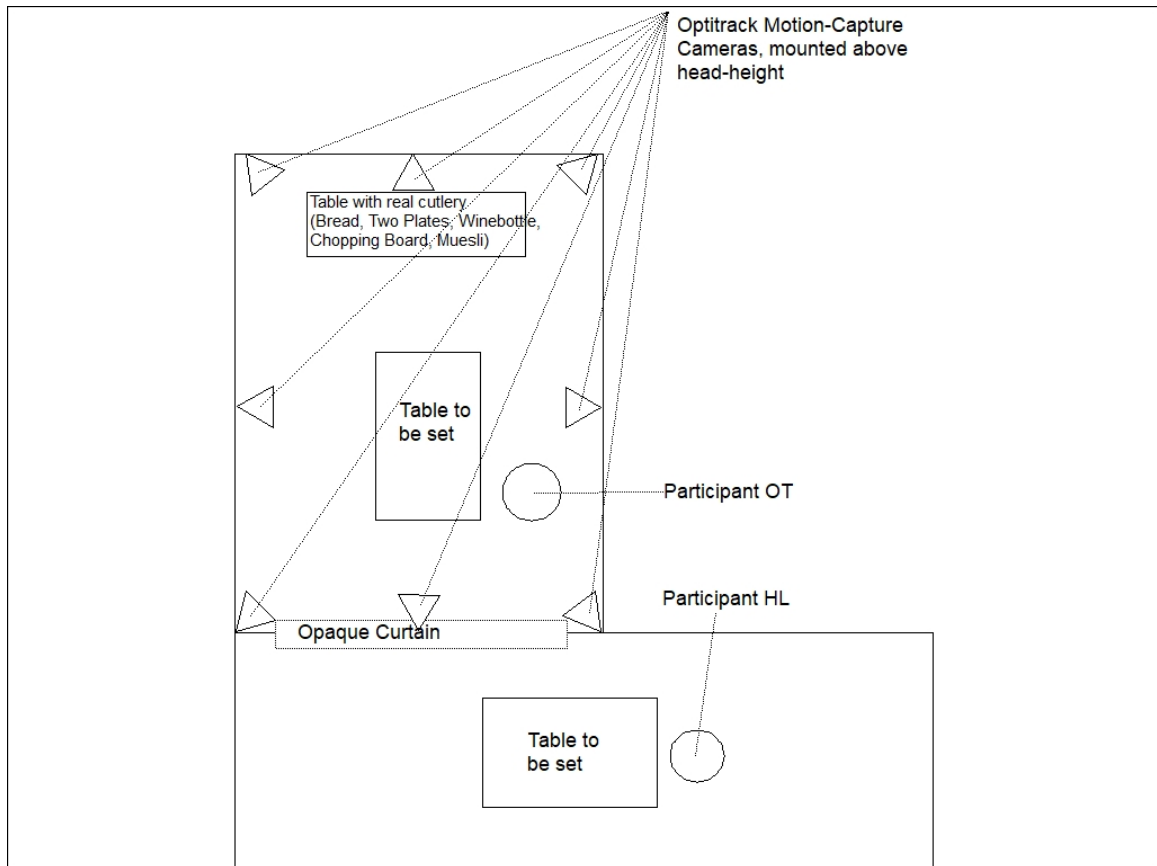 Optitrack Motion-Capture
Cameras, mounted above
head-height
Table with real cutlery
(Bread, Two Plates, Winebottle,
Chopping Board, Muesli)
Table to
be set
Participant OT
Participant HL
Opaque Curtain
Table to
be set